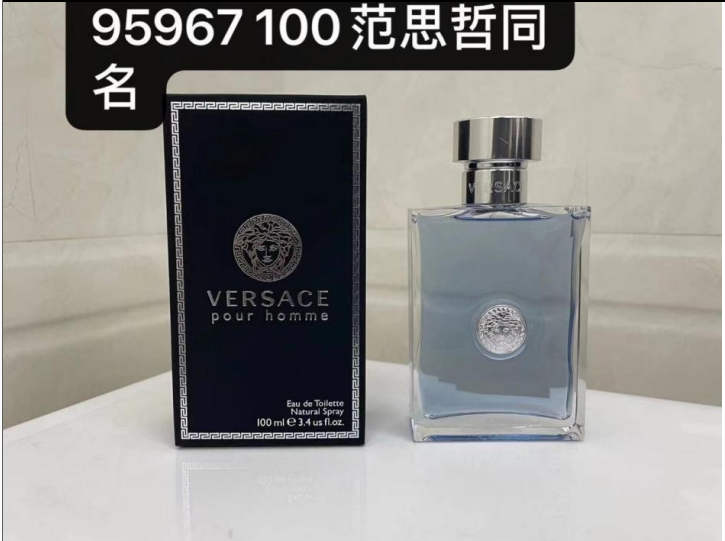 95967 100 范思哲同
名
VERSACE
pour homme
Eau de Toilette
Natural Spray
100 ml ℮ 3.4 us fl.oz.
VERSACE